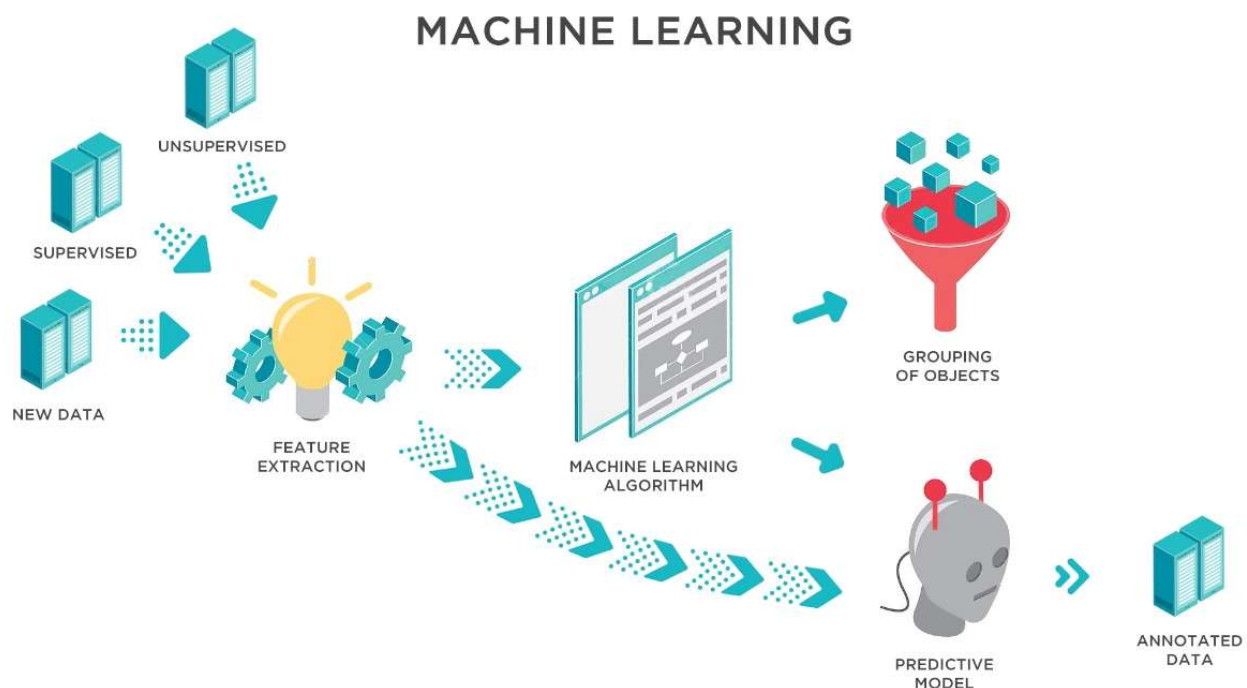 MACHINE LEARNING
UNSUPERVISED
SUPERVISED
NEW DATA
FEATURE
EXTRACTION
MACHINE LEARNING
ALGORITHM
GROUPING
OF OBJECTS
PREDICTIVE
MODEL
ANNOTATED
DATA